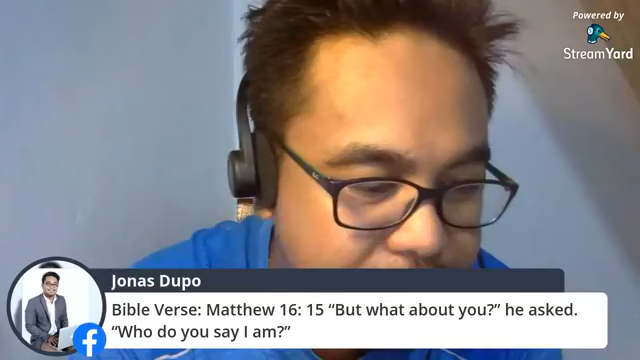 Powered by
StreamYard
Jonas Dupo
Bible Verse: Matthew 16: 15 “But what about you?” he asked.
“Who do you say I am?”